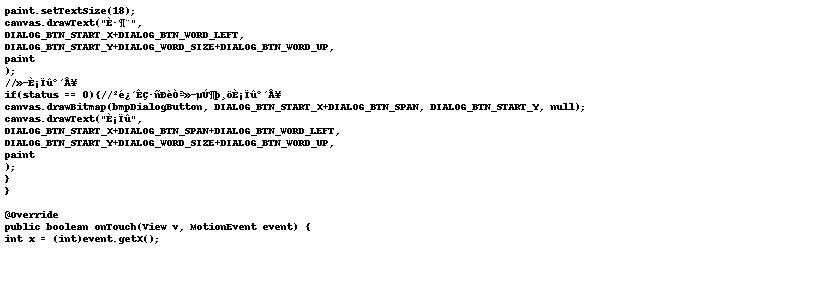 paint.setTextSize(18);
canvas.drawText("È·¶¨",
DIALOG_BTN_START_X+DIALOG_BTN_WORD_LEFT,
DIALOG_BTN_START_Y+DIALOG_WORD_SIZE+DIALOG_BTN_WORD_UP,
paint
);
//»­È¡Ïû°´Å¥
if(status == 0){//²é¿´ÊÇ·ñÐèÒª»­µÚ¶þ¸öÈ¡Ïû°´Å¥
canvas.drawBitmap(bmpDialogButton, DIALOG_BTN_START_X+DIALOG_BTN_SPAN, DIALOG_BTN_START_Y, null);
canvas.drawText("È¡Ïû",
DIALOG_BTN_START_X+DIALOG_BTN_SPAN+DIALOG_BTN_WORD_LEFT,
DIALOG_BTN_START_Y+DIALOG_WORD_SIZE+DIALOG_BTN_WORD_UP,
paint
);
}
}
@Override
public boolean onTouch(View v, MotionEvent event) {
int x = (int)event.getX();